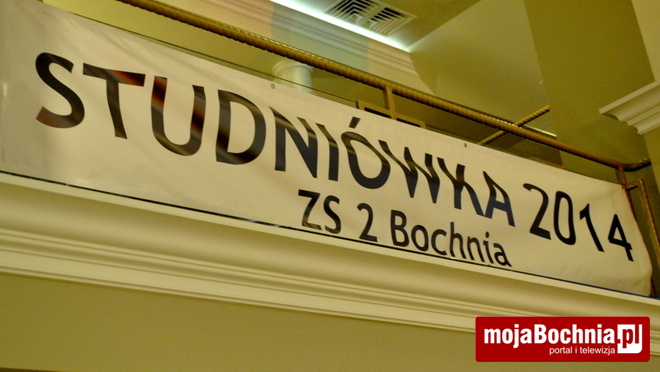 STUDNIÓWKA 2014
ZS 2 Bochnia
mojaBochnia.pl
portal i telewizja